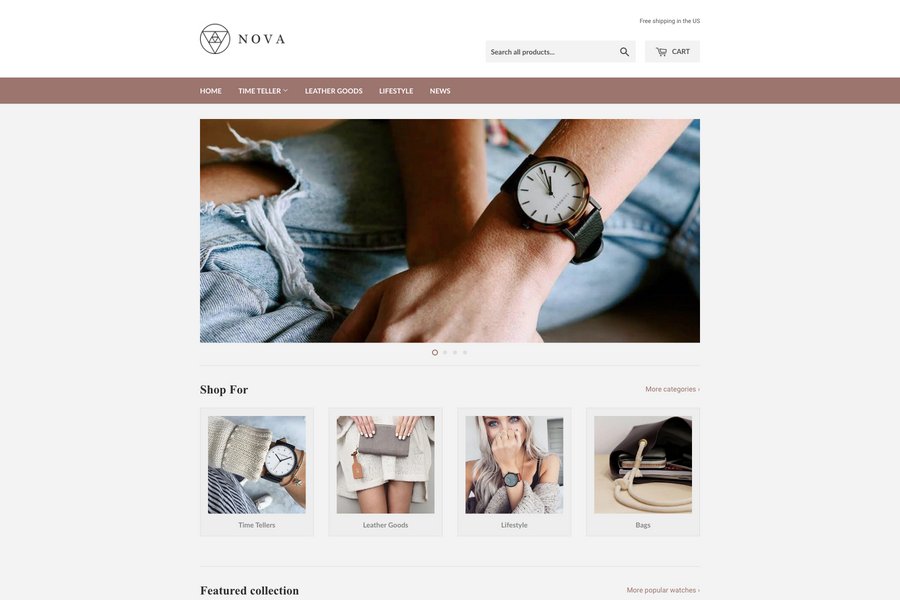 Free shipping in the US
NOVA
Search all products...
CART
HOME
TIME TELLER
LEATHER GOODS
LIFESTYLE
NEWS
Shop For
More categories ›
Time Tellers
Leather Goods
Lifestyle
Bags
Featured collection
More popular watches ›